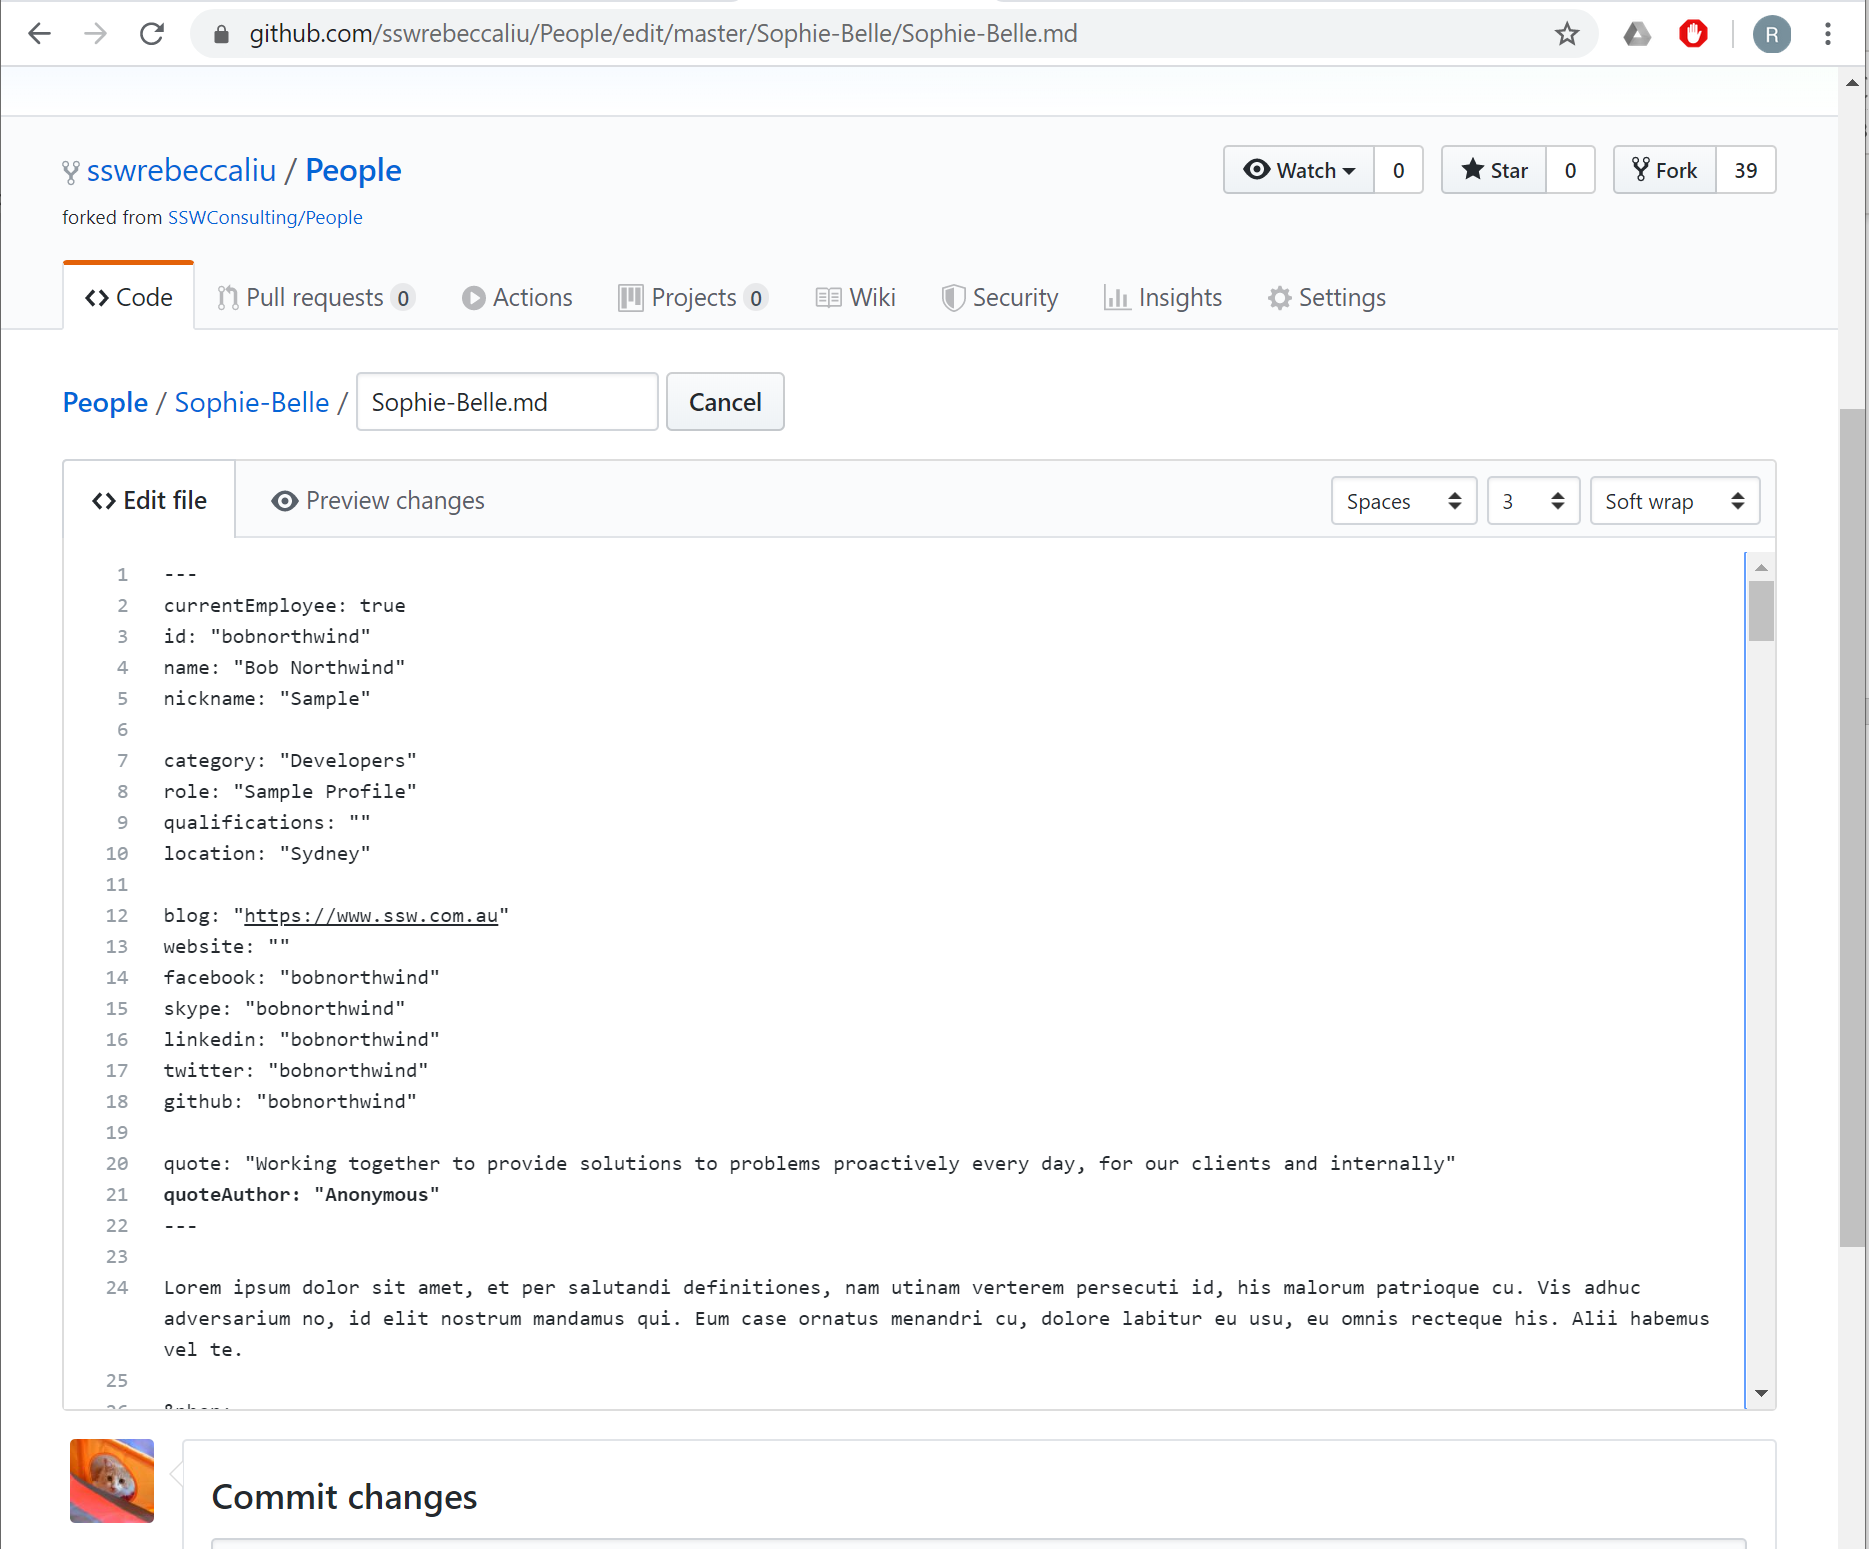 github.com/sswrebeccaliu/People/edit/master/Sophie-Belle/Sophie-Belle.md
R
sswrebeccaliu / People
Watch 0
Star 0
Fork 39
forked from SSWConsulting/People
Code
Pull requests 0
Actions
Projects 0
Wiki
Security
Insights
Settings
People / Sophie-Belle / Sophie-Belle.md
Cancel
Edit file
Preview changes
Spaces
3
Soft wrap
1 ---
2 currentEmployee: true
3 id: "bobnorthwind"
4 name: "Bob Northwind"
5 nickname: "Sample"
6
7 category: "Developers"
8 role: "Sample Profile"
9 qualifications: ""
10 location: "Sydney"
11
12 blog: "https://www.ssw.com.au"
13 website: ""
14 facebook: "bobnorthwind"
15 skype: "bobnorthwind"
16 linkedin: "bobnorthwind"
17 twitter: "bobnorthwind"
18 github: "bobnorthwind"
19
20 quote: "Working together to provide solutions to problems proactively every day, for our clients and internally"
21 quoteAuthor: "Anonymous"
22 ---
23
24 Lorem ipsum dolor sit amet, et per salutandi definitiones, nam utinam verterem persecuti id, his malorum patrioque cu. Vis adhuc
adversarium no, id elit nostrum mandamus qui. Eum case ornatus menandri cu, dolore labitur eu usu, eu omnis recteque his. Alii habemus
vel te.
25
Commit changes